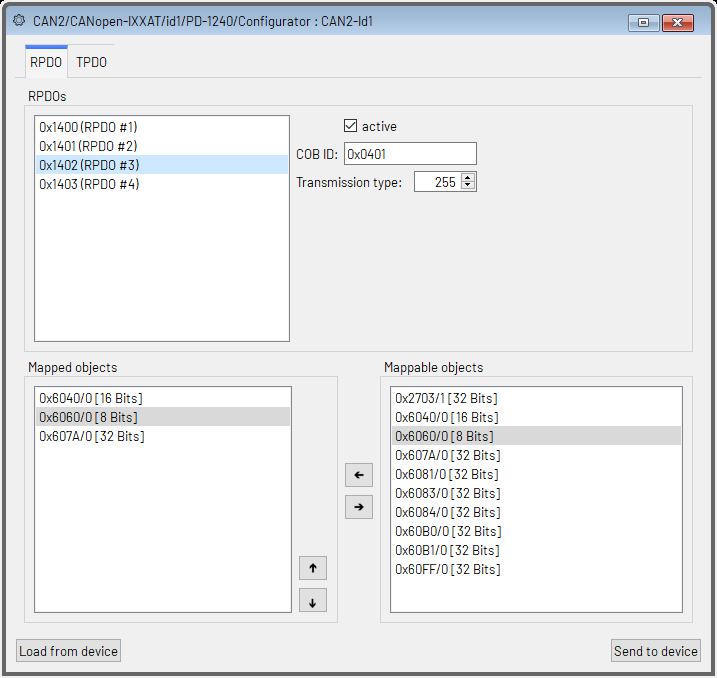 CAN2/CANopen-IXXAT/id1/PD-1240/Configurator : CAN2-Id1
RPDO
TPDO
RPDOs
0x1400 (RPDO #1)
0x1401 (RPDO #2)
0x1402 (RPDO #3)
0x1403 (RPDO #4)
active
COB ID: 0x0401
Transmission type: 255
Mapped objects
0x6040/0 [16 Bits]
0x6060/0 [8 Bits]
0x607A/0 [32 Bits]
Mappable objects
0x2703/1 [32 Bits]
0x6040/0 [16 Bits]
0x6060/0 [8 Bits]
0x607A/0 [32 Bits]
0x6081/0 [32 Bits]
0x6083/0 [32 Bits]
0x6084/0 [32 Bits]
0x60B0/0 [32 Bits]
0x60B1/0 [32 Bits]
0x60FF/0 [32 Bits]
Load from device
Send to device